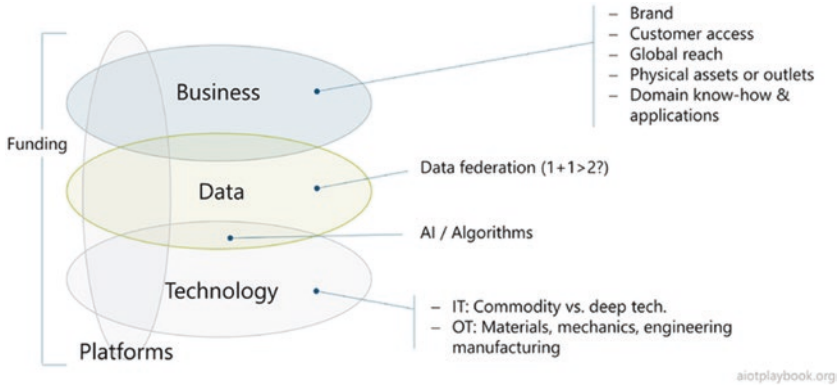 – Brand
– Customer access
– Global reach
– Physical assets or outlets
– Domain know-how &
applications
Business
Funding
Data federation (1+1>2?)
Data
AI / Algorithms
Technology
– IT: Commodity vs. deep tech.
– OT: Materials, mechanics, engineering
manufacturing
Platforms
aiotplaybook.org